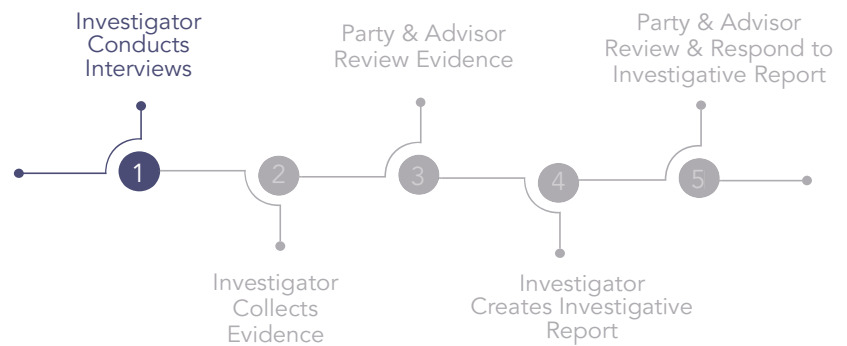 Investigator
Conducts
Interviews
1
Investigator
Collects
Evidence
2
Party & Advisor
Review Evidence
3
Investigator
Creates Investigative
Report
4
Party & Advisor
Review & Respond to
Investigative Report
5